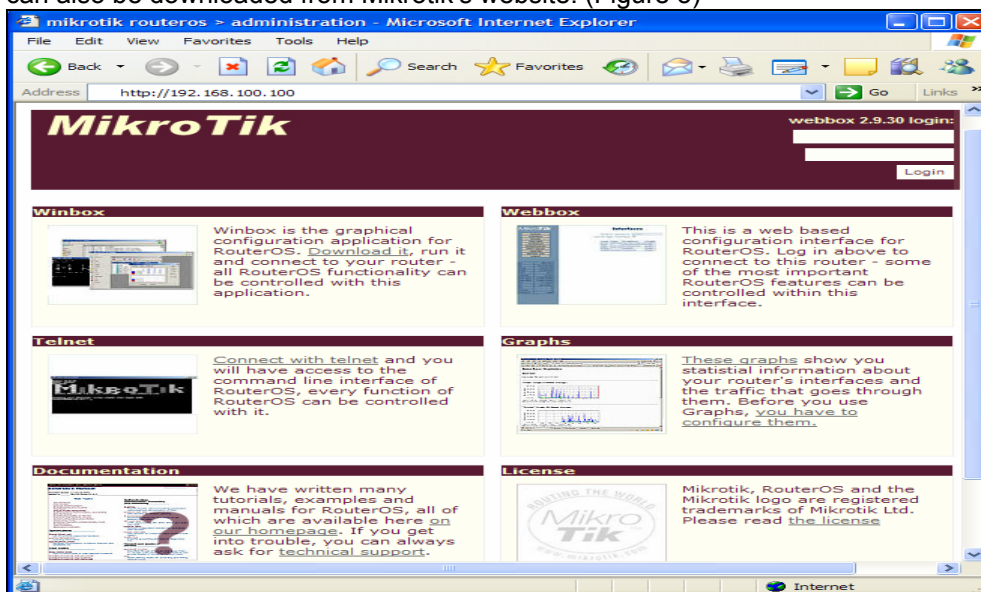 can also be downloaded from Mikrotik's website. (Figure 3)
mikrotik routeros > administration - Microsoft Internet Explorer
File Edit View Favorites Tools Help
Back Search Favorites
Address http://192.168.100.100 Go Links
MikroTik
webbox 2.9.30 login:
Login
Winbox
Winbox is the graphical
configuration application for
RouterOS. Download it, run it
and connect to your router -
all RouterOS functionality can
be controlled with this
application.
Webbox
This is a web based
configuration interface for
RouterOS. Log in above to
connect to this router - some
of the most important
RouterOS features can be
controlled within this
interface.
Telnet
MikroTik
Connect with telnet and you
will have access to the
command line interface of
RouterOS, every function of
RouterOS can be controlled
with it.
Graphs
These graphs show you
statistial information about
your router's interfaces and
the traffic that goes through
them. Before you use
Graphs, you have to
configure them.
Documentation
We have written many
tutorials, examples and
manuals for RouterOS, all of
which are available here on
our homepage. If you get
into trouble, you can always
ask for technical support.
License
ROUTING THE WORLD
MikroTik
www.mikrotik.com
Mikrotik, RouterOS and the
Mikrotik logo are registered
trademarks of Mikrotik Ltd.
Please read the license
Internet